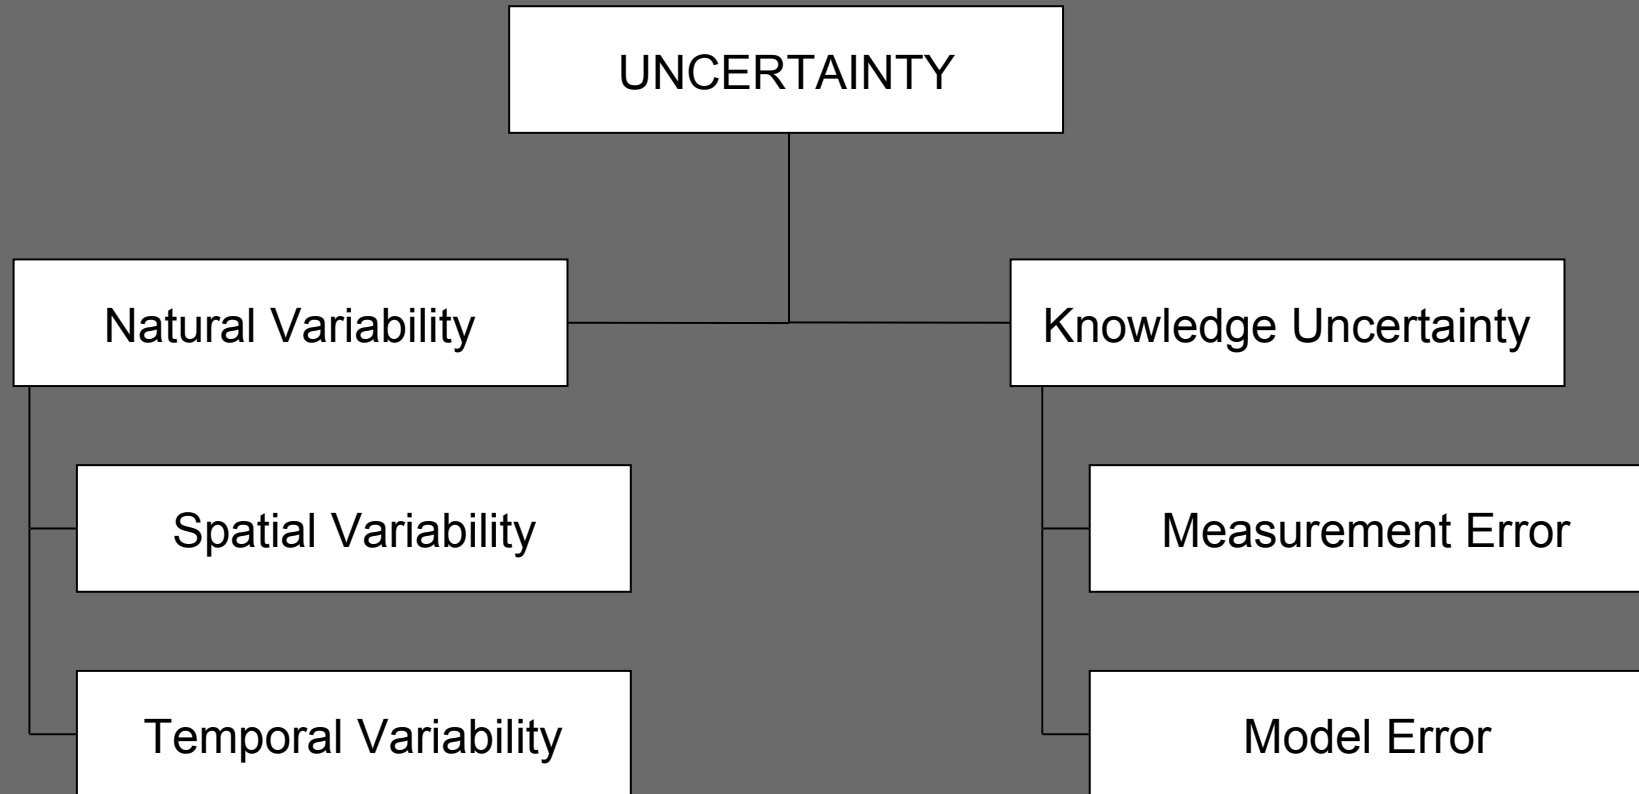 UNCERTAINTY
Natural Variability
Knowledge Uncertainty
Spatial Variability
Measurement Error
Temporal Variability
Model Error